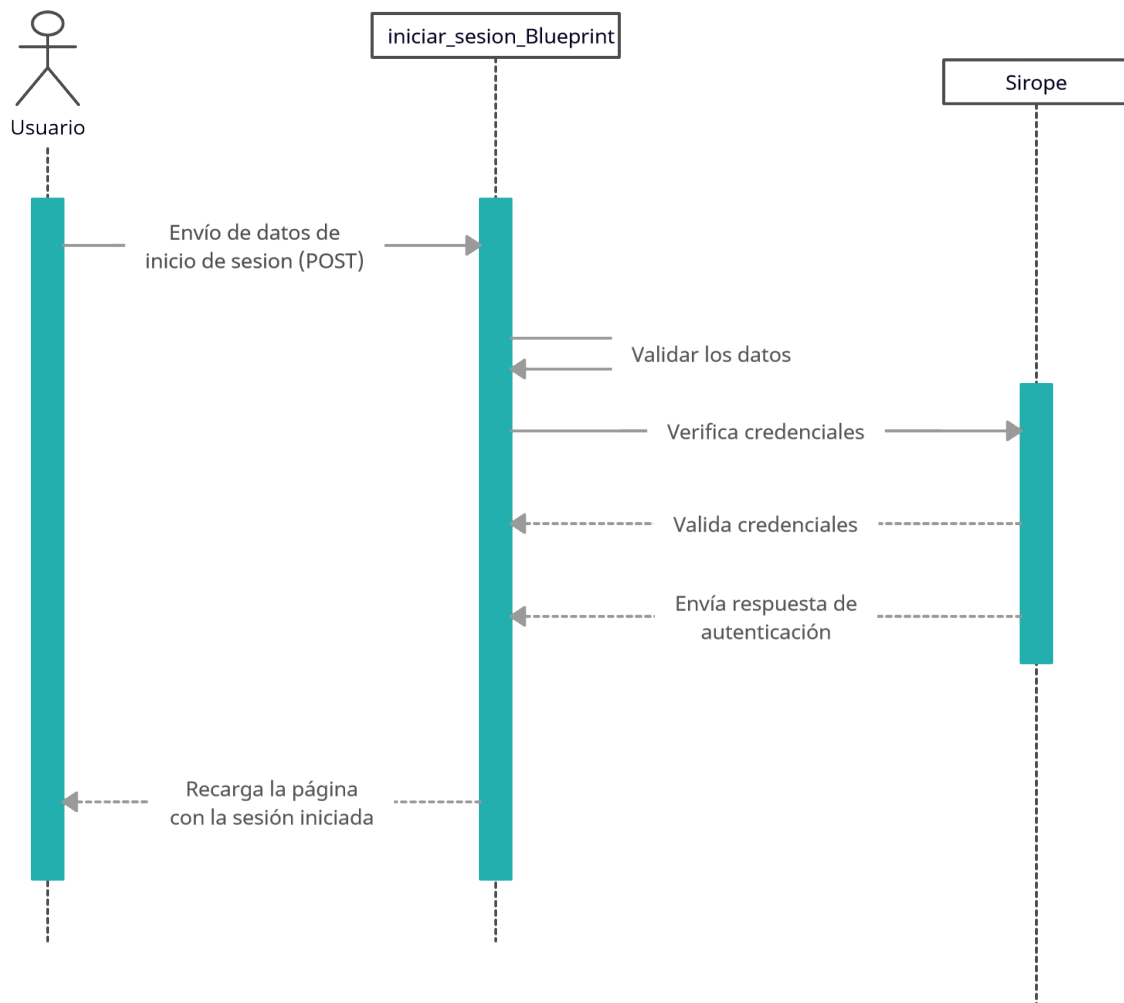 iniciar_sesion_Blueprint
Sirope
Usuario
Envío de datos de
inicio de sesion (POST)
Validar los datos
Verifica credenciales
Valida credenciales
Envía respuesta de
autenticación
Recarga la página
con la sesión iniciada